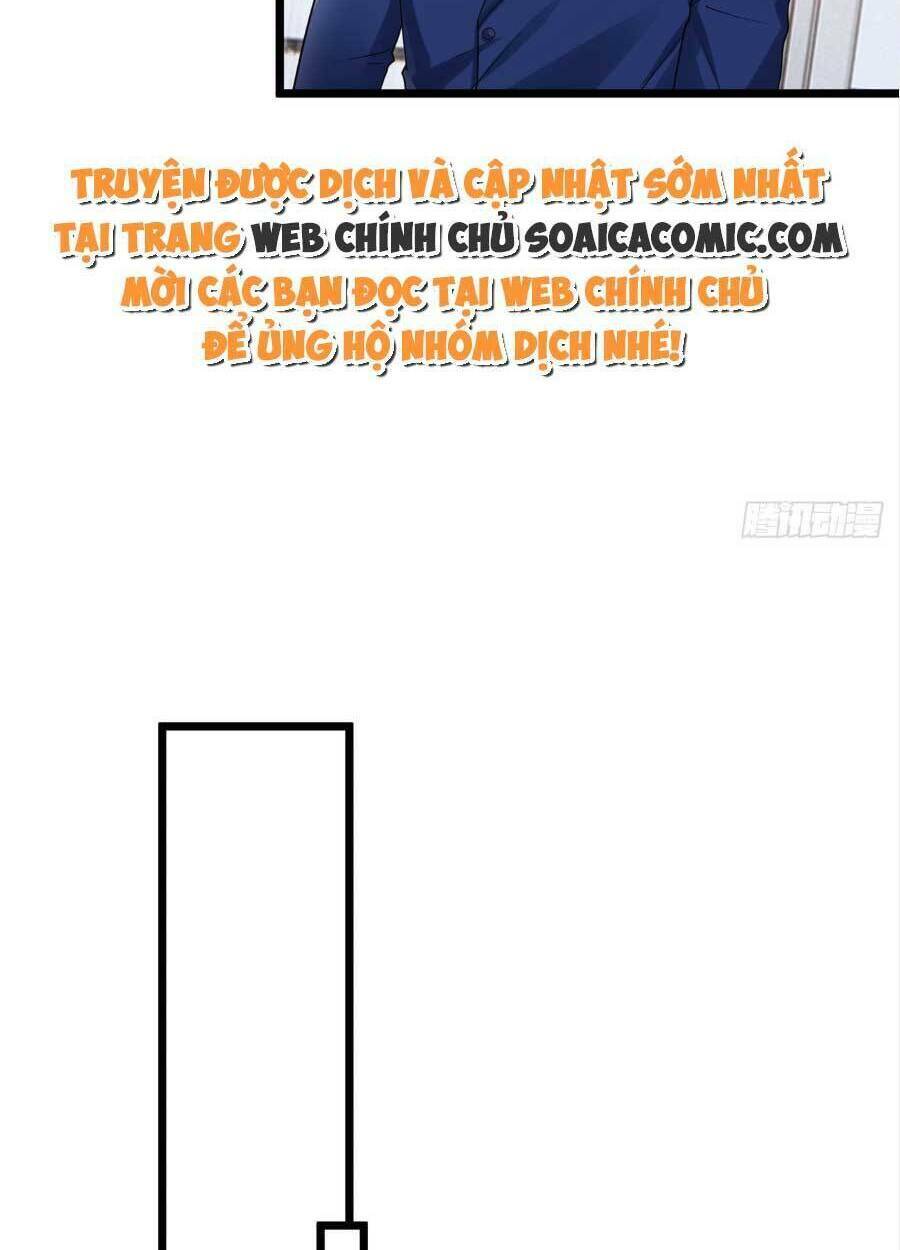 TRUYỆN ĐƯỢC DỊCH VÀ CẬP NHẬT SỚM NHẤT
TẠI TRANG WEB CHÍNH CHỦ SOAICACOMIC.COM
MỜI CÁC BẠN ĐỌC TẠI WEB CHÍNH CHỦ
ĐỂ ỦNG HỘ NHÓM DỊCH NHÉ!
腾讯动漫